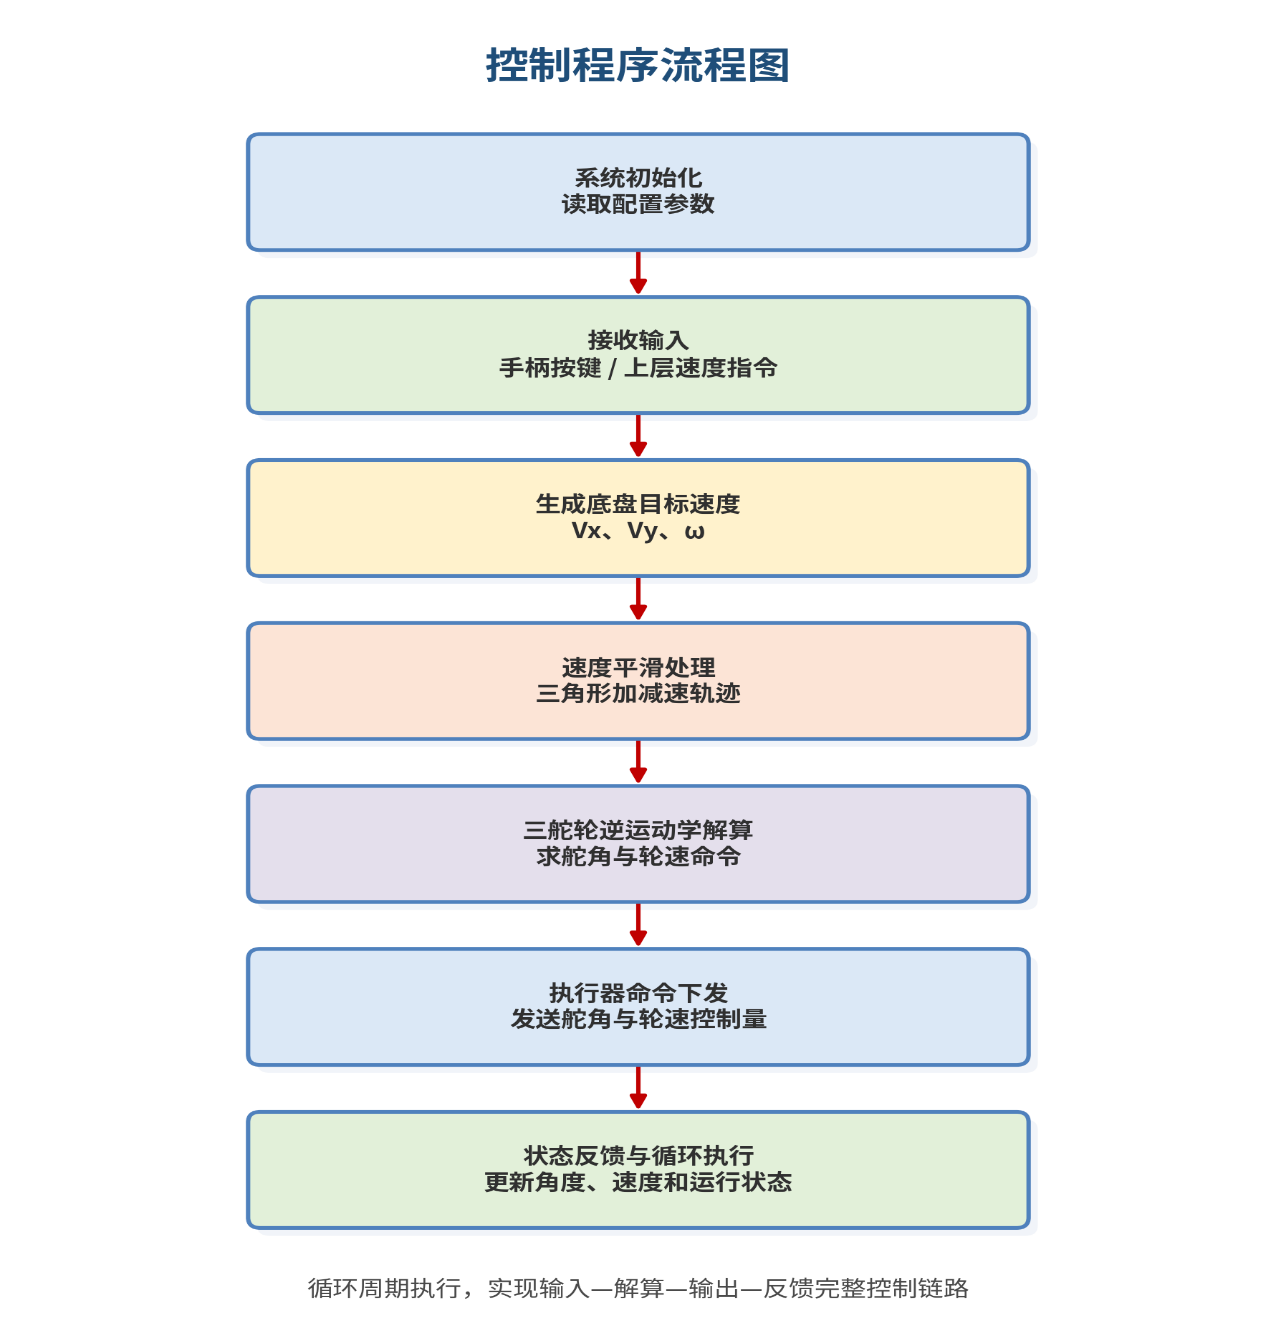 控制程序流程图
系统初始化
读取配置参数
接收输入
手柄按键 / 上层速度指令
生成底盘目标速度
Vx、Vy、ω
速度平滑处理
三角形加减速轨迹
三舵轮逆运动学解算
求舵角与轮速命令
执行器命令下发
发送舵角与轮速控制量
状态反馈与循环执行
更新角度、速度和运行状态
循环周期执行，实现输入—解算—输出—反馈完整控制链路